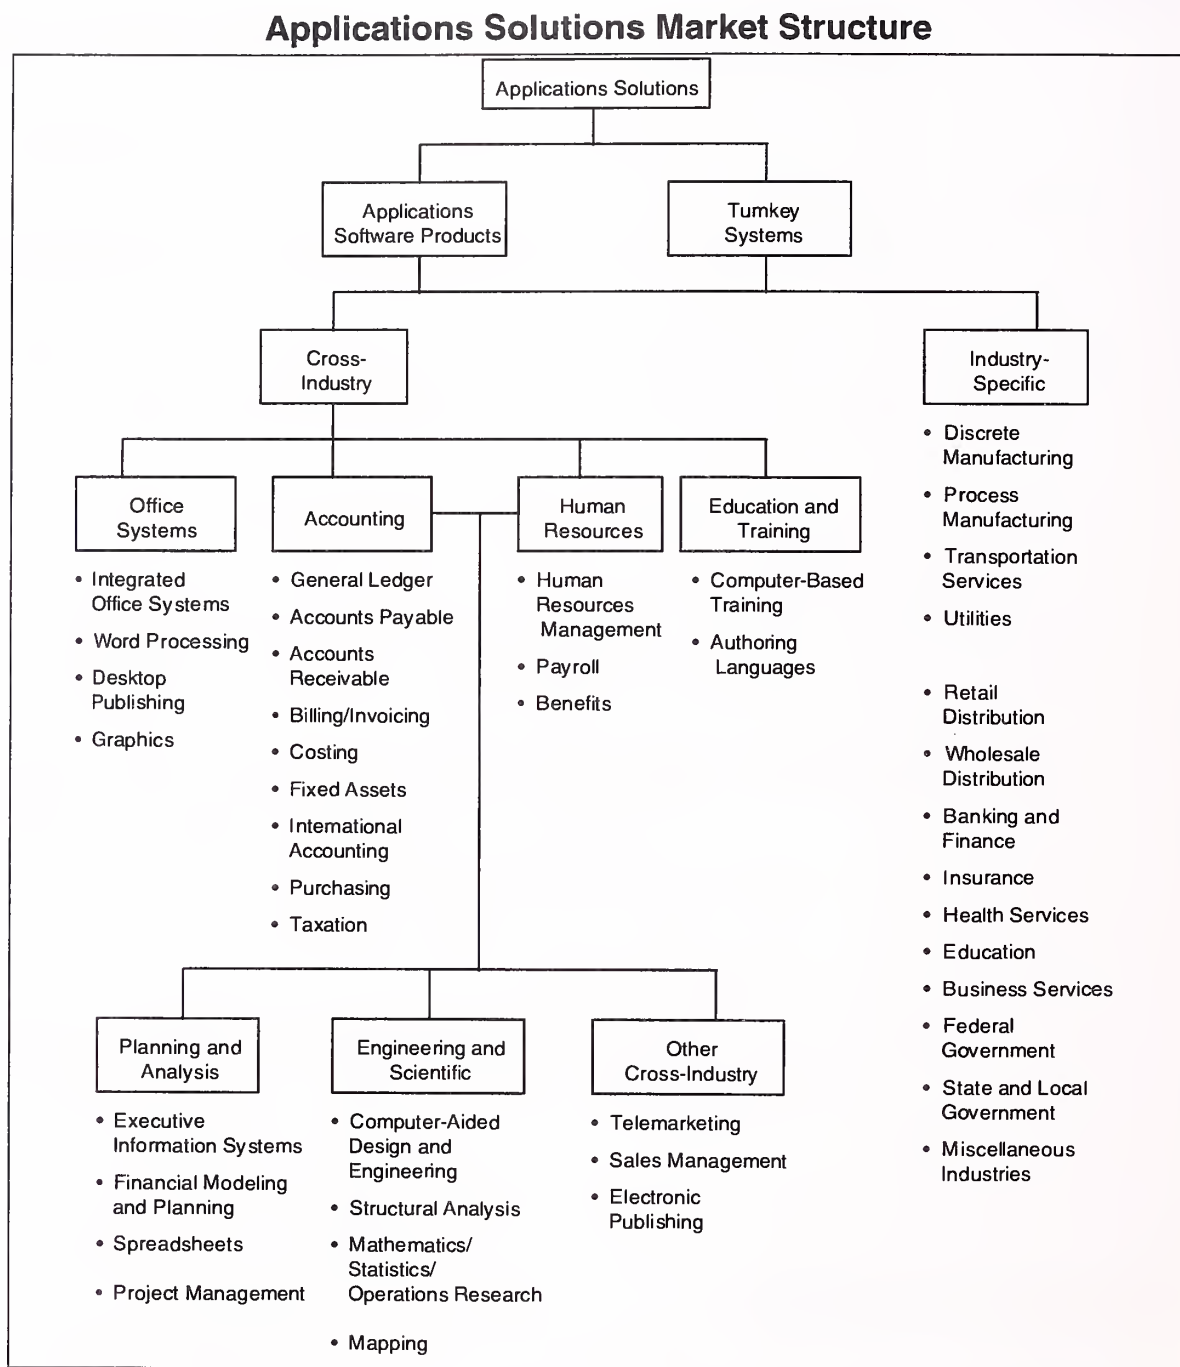 Applications Solutions Market Structure
Applications Solutions
Applications
Software Products
Turnkey
Systems
Cross-
Industry
Industry-
Specific
Office
Systems
• Integrated
Office Systems
• Word Processing
• Desktop
Publishing
• Graphics
Accounting
• General Ledger
• Accounts Payable
• Accounts
Receivable
• Billing/Invoicing
• Costing
• Fixed Assets
• International
Accounting
• Purchasing
• Taxation
Human
Resources
• Human
Resources
Management
• Payroll
• Benefits
Education and
Training
• Computer-Based
Training
• Authoring
Languages
• Discrete
Manufacturing
• Process
Manufacturing
• Transportation
Services
• Utilities
• Retail
Distribution
• Wholesale
Distribution
• Banking and
Finance
• Insurance
• Health Services
• Education
• Business Services
• Federal
Government
• State and Local
Government
• Miscellaneous
Industries
Planning and
Analysis
• Executive
Information Systems
• Financial Modeling
and Planning
• Spreadsheets
• Project Management
Engineering and
Scientific
• Computer-Aided
Design and
Engineering
• Structural Analysis
• Mathematics/
Statistics/
Operations Research
• Mapping
Other
Cross-Industry
• Telemarketing
• Sales Management
• Electronic
Publishing